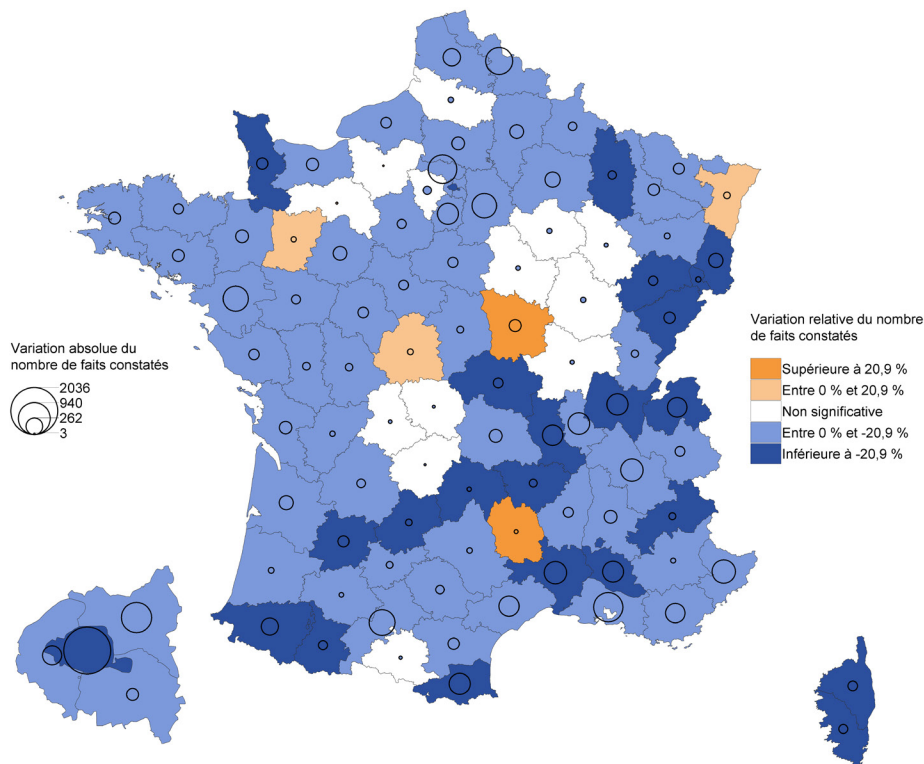 Variation absolue du
nombre de faits constatés
2036
940
262
3
Variation relative du nombre
de faits constatés
Supérieure à 20,9 %
Entre 0 % et 20,9 %
Non significative
Entre 0 % et -20,9 %
Inférieure à -20,9 %